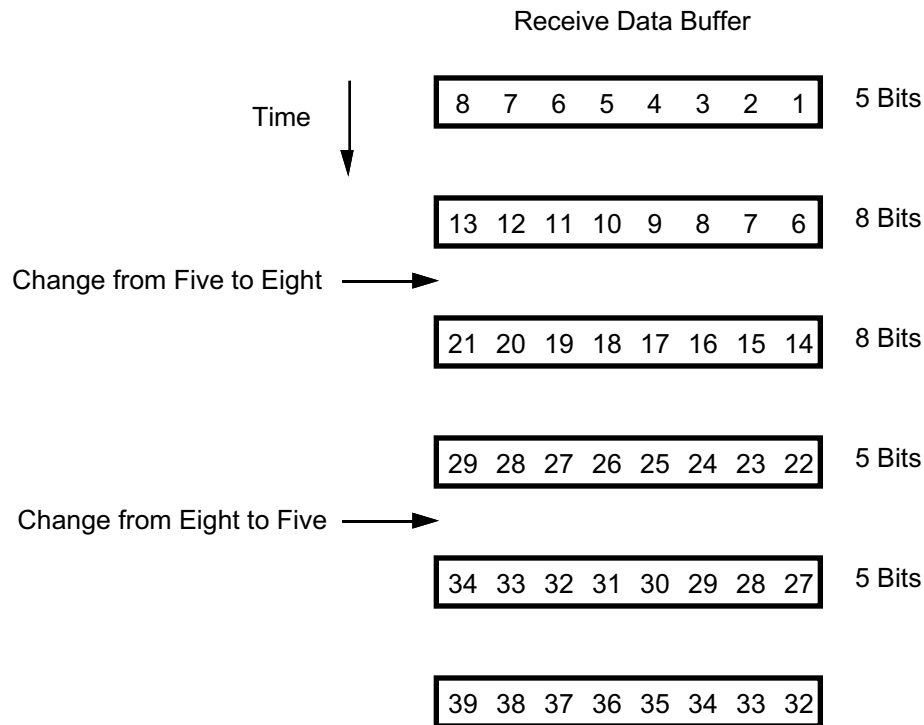 Receive Data Buffer
8 7 6 5 4 3 2 1 5 Bits
Time
13 12 11 10 9 8 7 6 8 Bits
Change from Five to Eight
21 20 19 18 17 16 15 14 8 Bits
29 28 27 26 25 24 23 22 5 Bits
Change from Eight to Five
34 33 32 31 30 29 28 27 5 Bits
39 38 37 36 35 34 33 32